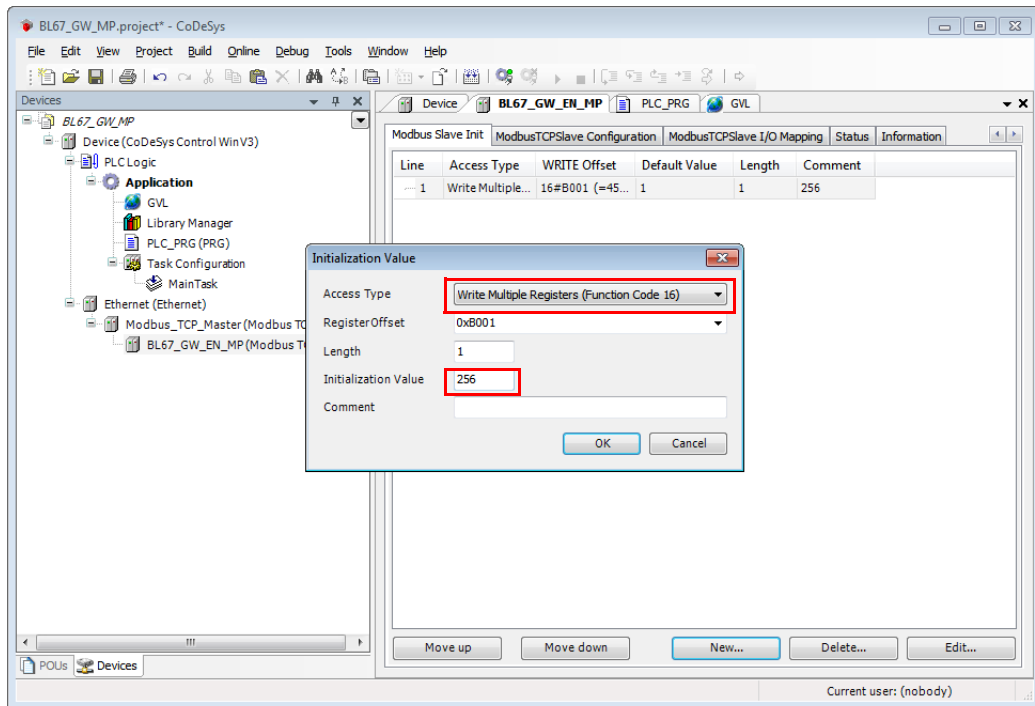 BL67_GW_MP.project* - CoDeSys
File Edit View Project Build Online Debug Tools Window Help
Devices
BL67_GW_MP
Device (CoDeSys Control Win V3)
PLC Logic
Application
GVL
Library Manager
PLC_PRG (PRG)
Task Configuration
MainTask
Ethernet (Ethernet)
Modbus_TCP_Master (Modbus TC
BL67_GW_EN_MP (Modbus T
POUs Devices
Device BL67_GW_EN_MP PLC_PRG GVL
Modbus Slave Init ModbusTCPSlave Configuration ModbusTCPSlave I/O Mapping Status Information
Line Access Type WRITE Offset Default Value Length Comment
1 Write Multiple... 16#B001 (=45... 1 1 256
Initialization Value
Access Type Write Multiple Registers (Function Code 16)
RegisterOffset 0xB001
Length 1
Initialization Value 256
Comment
OK Cancel
Move up Move down New... Delete... Edit...
Current user: (nobody)